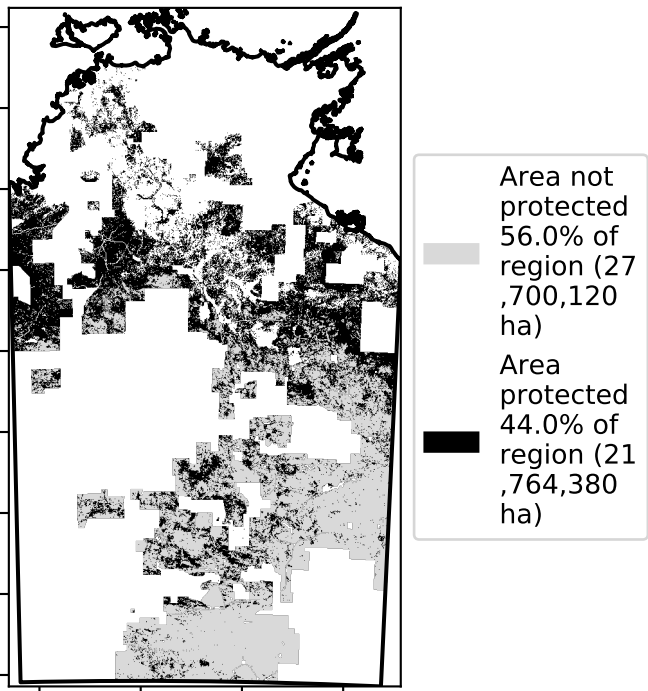 Area not
protected
56.0% of
region (27
,700,120
ha)
Area
protected
44.0% of
region (21
,764,380
ha)